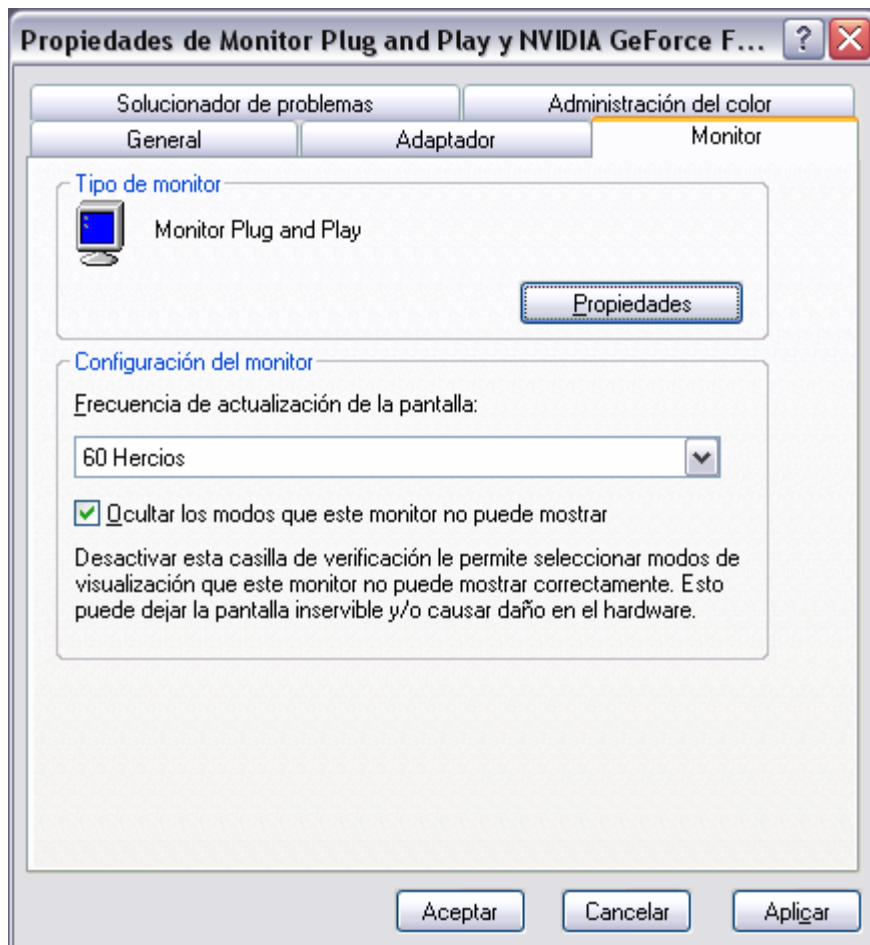 Propiedades de Monitor Plug and Play y NVIDIA GeForce F...
Solucionador de problemas
Administración del color
General
Adaptador
Monitor
Tipo de monitor
Monitor Plug and Play
Propiedades
Configuración del monitor
Frecuencia de actualización de la pantalla:
60 Hercios
Ocultar los modos que este monitor no puede mostrar
Desactivar esta casilla de verificación le permite seleccionar modos de
visualización que este monitor no puede mostrar correctamente. Esto
puede dejar la pantalla inservible y/o causar daño en el hardware.
Aceptar
Cancelar
Aplicar